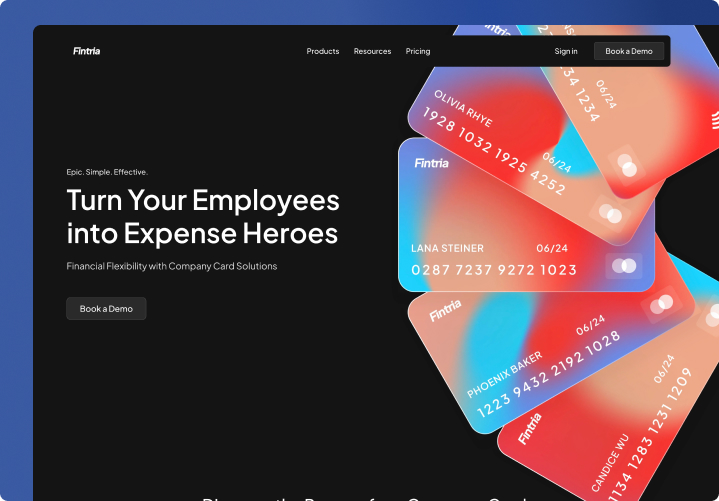 Fintria
Products Resources Pricing
Sign in Book a Demo
Epic. Simple. Effective.
Turn Your Employees
into Expense Heroes
Financial Flexibility with Company Card Solutions
Book a Demo
06/24
34 1234
OLIVIA RHYE
06/24
1928 1032 1925 4252
Fintria
LANA STEINER 06/24
0287 7237 9272 1023
Fintria
PHOENIX BAKER 06/24
1223 9432 2192 1028
Fintria
CANDICE WU 06/24
1134 1283 1231 1209